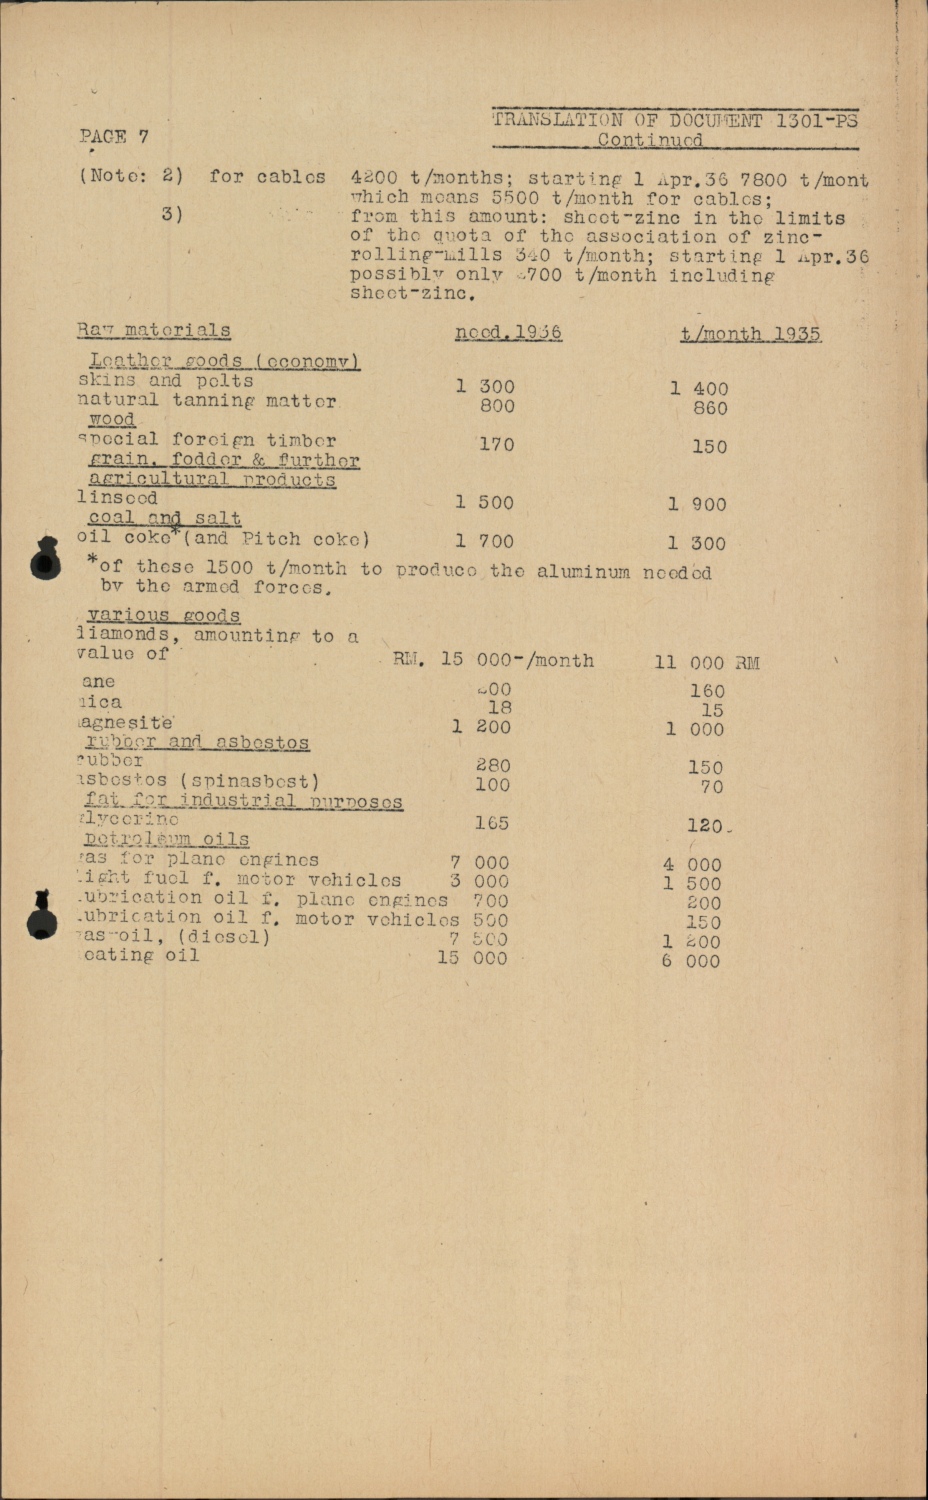 TRANSLATION OF DOCUMENT 1301-PS
PAGE 7
Continued
(Note: 2) for cables 4200 t/months; starting 1 Apr.36 7800 t/mont
which means 5500 t/month for cables;
3) from this amount: sheet-zinc in the limits
of the quota of the association of zinc-
rolling-mills 340 t/month; starting 1 Apr.36
possibly only 700 t/month including
sheet-zinc.
Raw materials need.1936 t/month 1935
Leather goods (economy)
skins and pelts 1 300 1 400
natural tanning matter 800 860
wood
special foreign timber 170 150
grain, fodder & further
agricultural products
linseed 1 500 1 900
coal and salt
oil coke*(and Pitch coke) 1 700 1 300
*of these 1500 t/month to produce the aluminum needed
by the armed forces.
various goods
liamonds, amounting to a
value of RM. 15 000-/month 11 000 RM
ane 00 160
ica 18 15
agnesite 1 200 1 000
rubber and asbestos
rubber 280 150
asbestos (spinasbest) 100 70
fat for industrial purposes
glycerine 165 120
petroleum oils
gas for plane engines 7 000 4 000
light fuel f. motor vehicles 3 000 1 500
lubrication oil f. plane engines 700 200
lubrication oil f. motor vehicles 500 150
gas-oil, (diesel) 7 500 1 200
eating oil 15 000 6 000